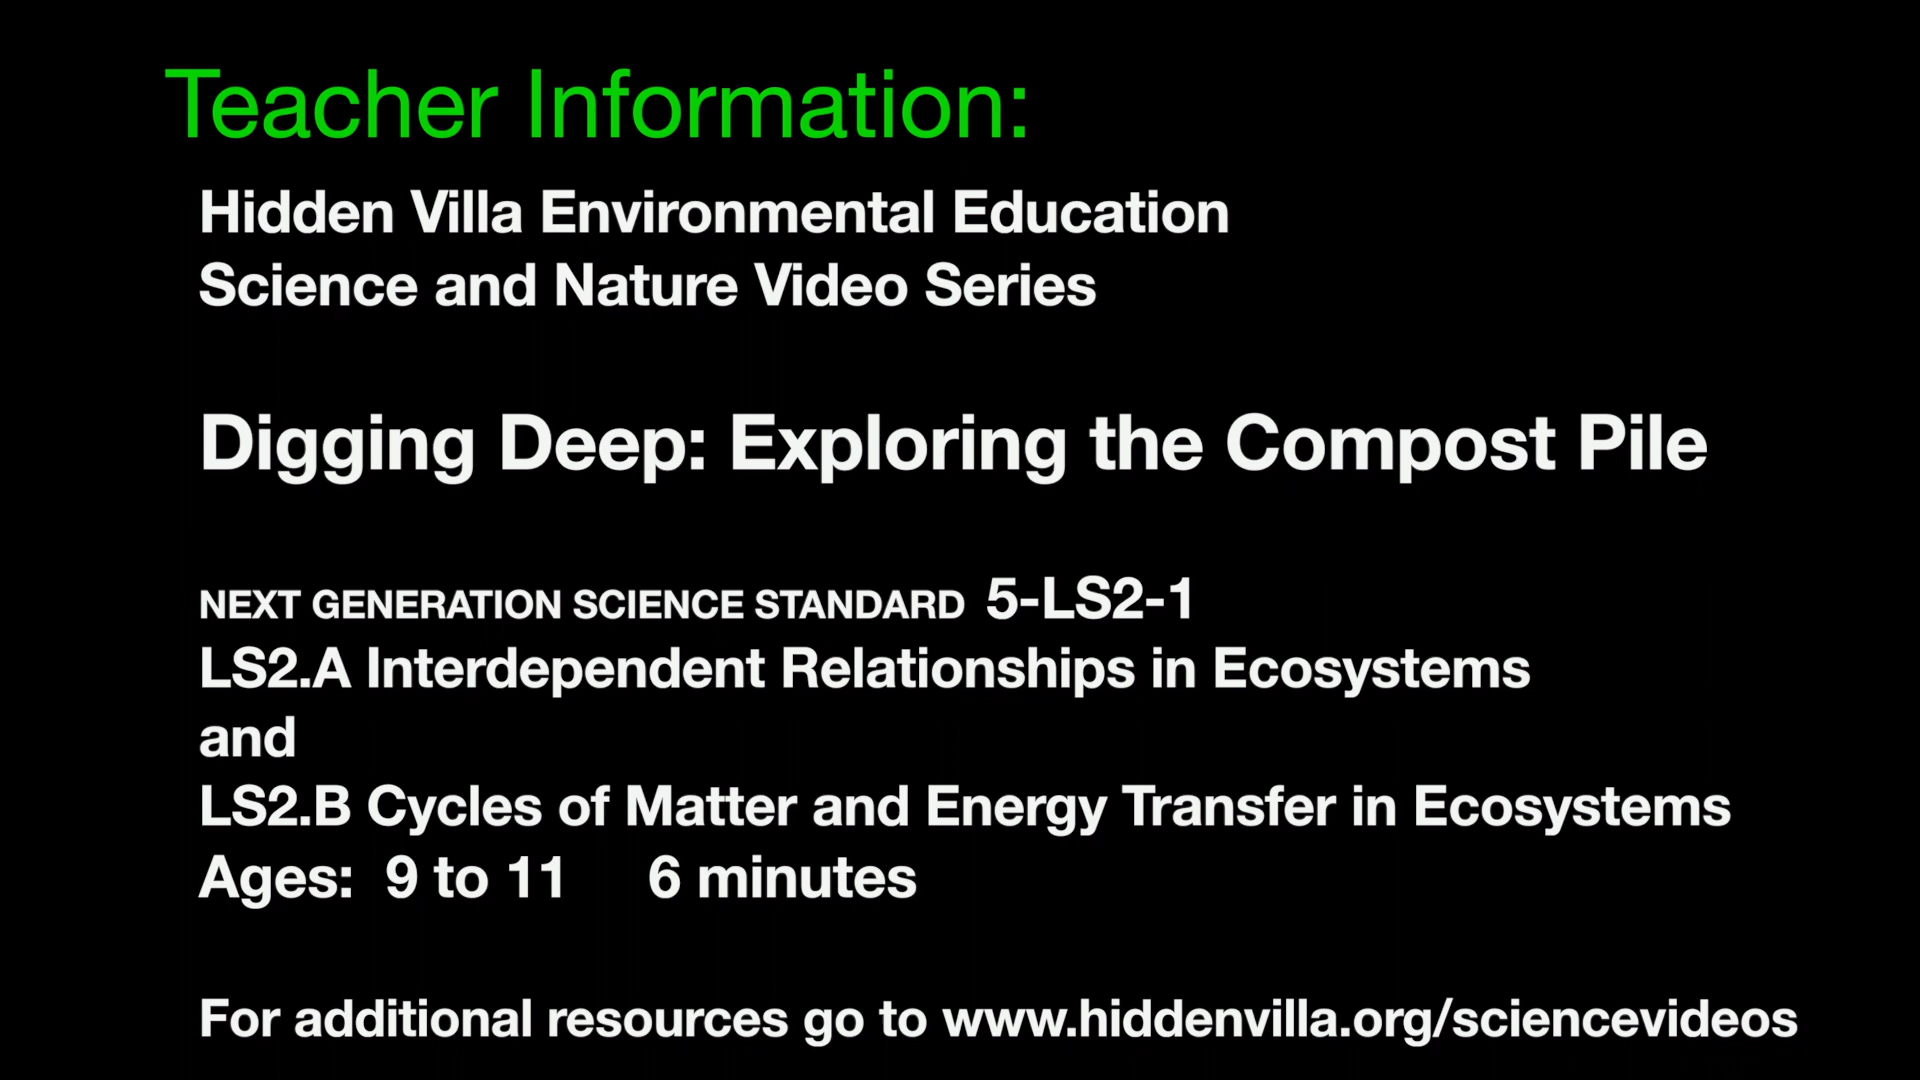 Teacher Information:
Hidden Villa Environmental Education
Science and Nature Video Series
Digging Deep: Exploring the Compost Pile
NEXT GENERATION SCIENCE STANDARD 5-LS2-1
LS2.A Interdependent Relationships in Ecosystems
and
LS2.B Cycles of Matter and Energy Transfer in Ecosystems
Ages: 9 to 11 6 minutes
For additional resources go to www.hiddenvilla.org/sciencevideos